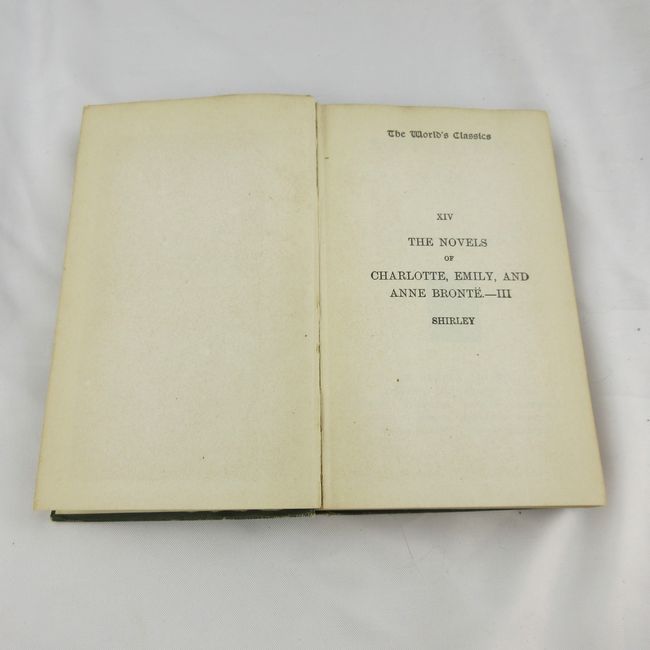 The World's Classics
XIV
THE NOVELS
OF
CHARLOTTE, EMILY, AND
ANNE BRONTË.—III
SHIRLEY